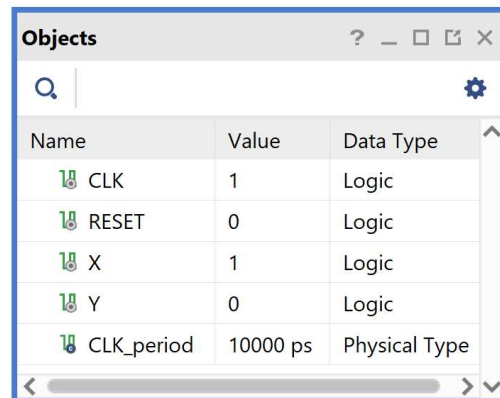 Objects
Name Value Data Type
CLK 1 Logic
RESET 0 Logic
X 1 Logic
Y 0 Logic
CLK_period 10000 ps Physical Type